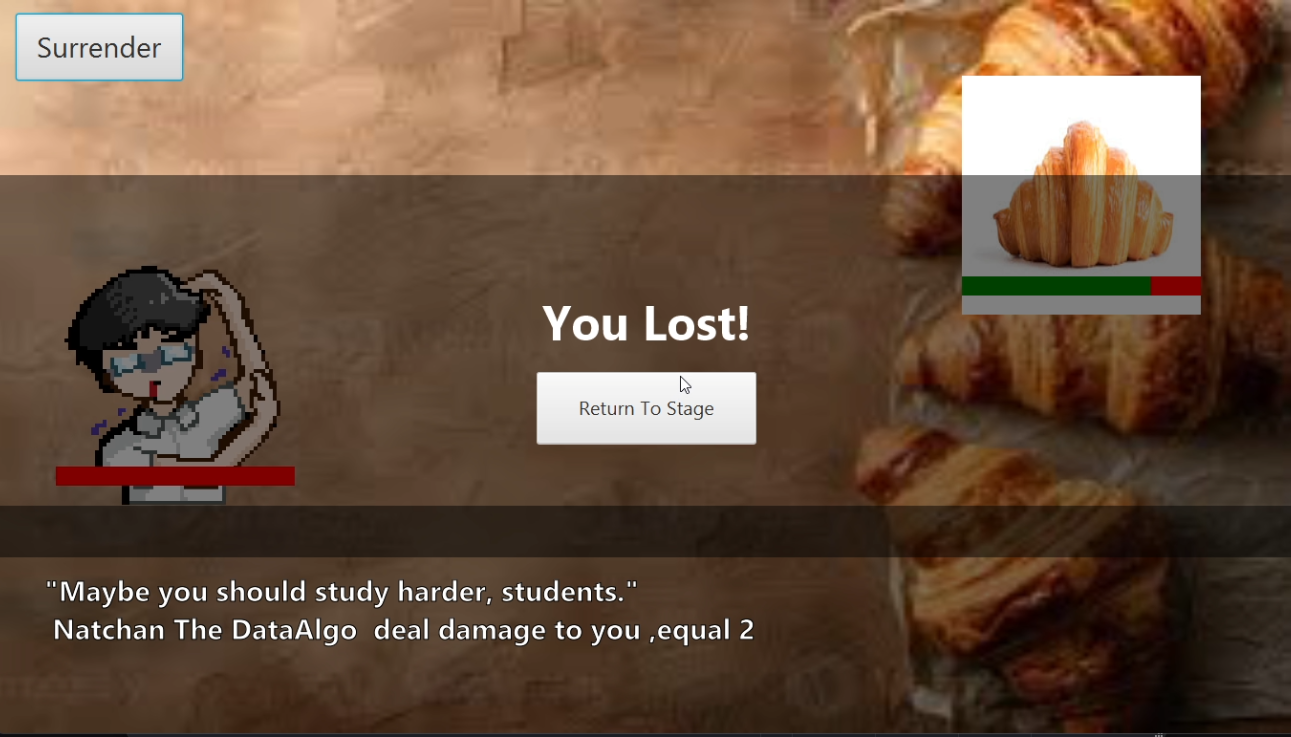 Surrender
You Lost!
Return To Stage
"Maybe you should study harder, students."
Natchan The DataAlgo  deal damage to you ,equal 2